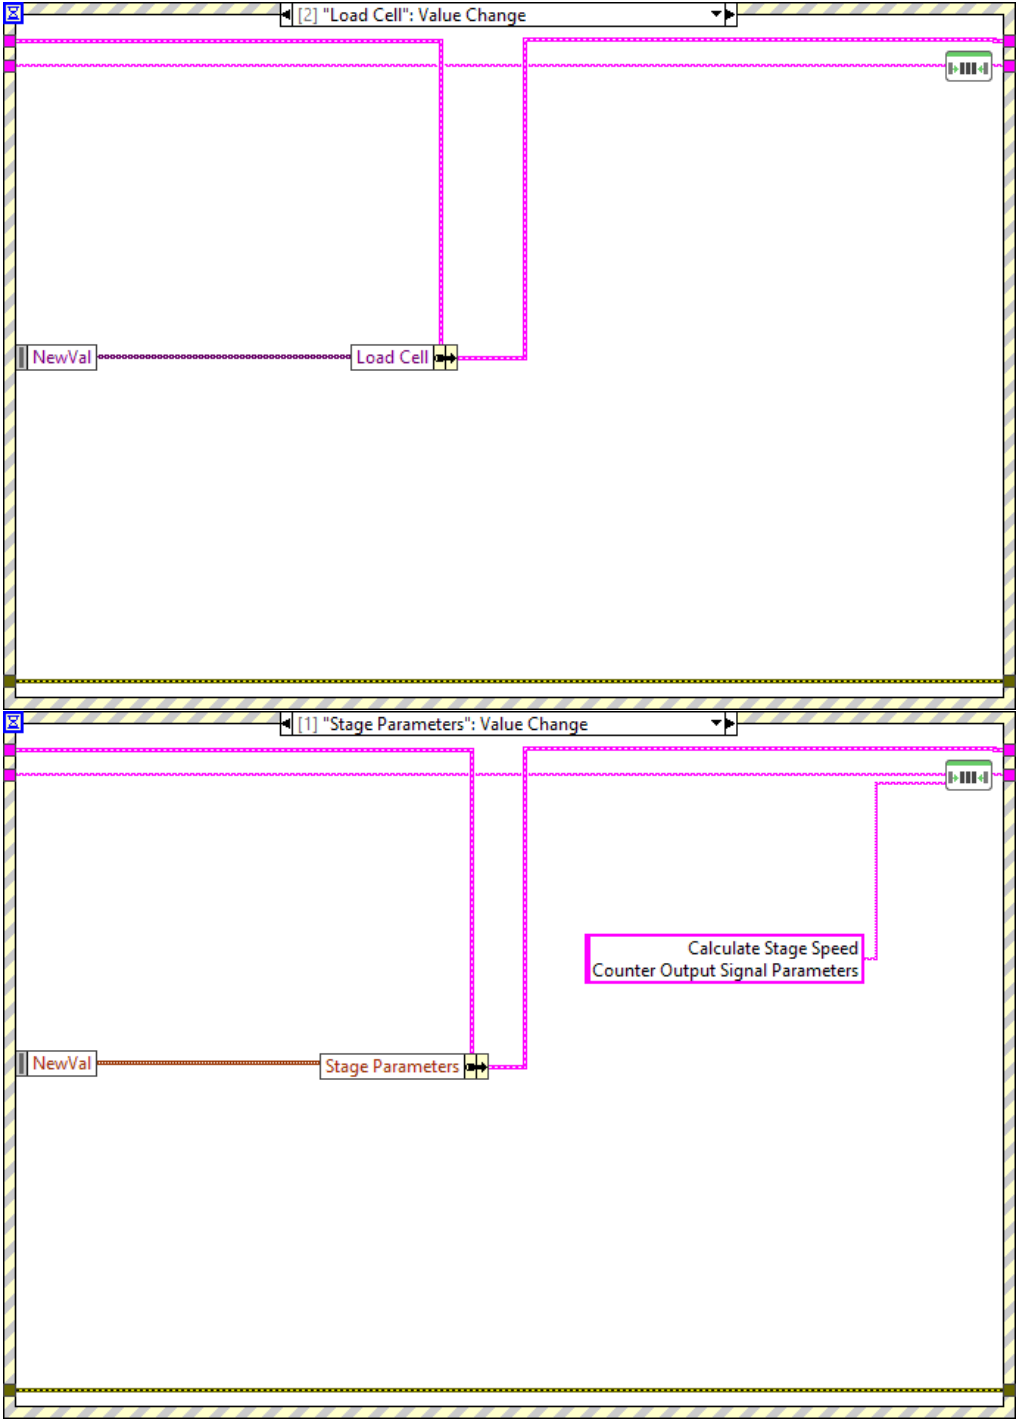 [2] "Load Cell": Value Change
NewVal
Load Cell
[1] "Stage Parameters": Value Change
Calculate Stage Speed
Counter Output Signal Parameters
NewVal
Stage Parameters